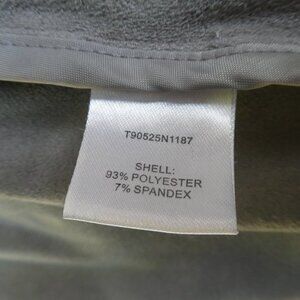 T90525N1187
SHELL:
93% POLYESTER
7% SPANDEX